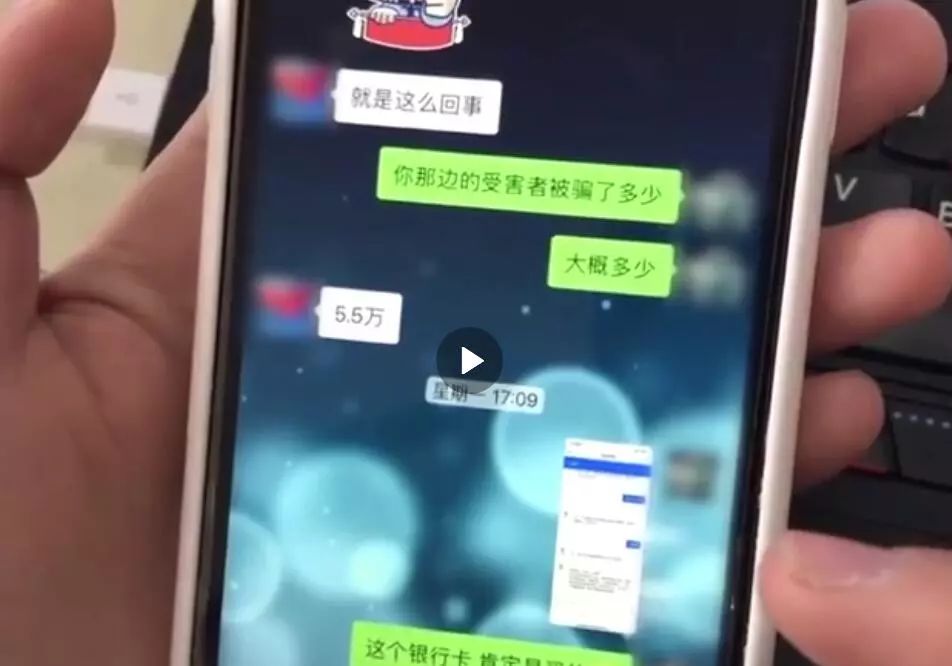 就是这么回事
你那边的受害者被骗了多少
大概多少
5.5万
星期一 17:09
这个银行卡 肯定是
V